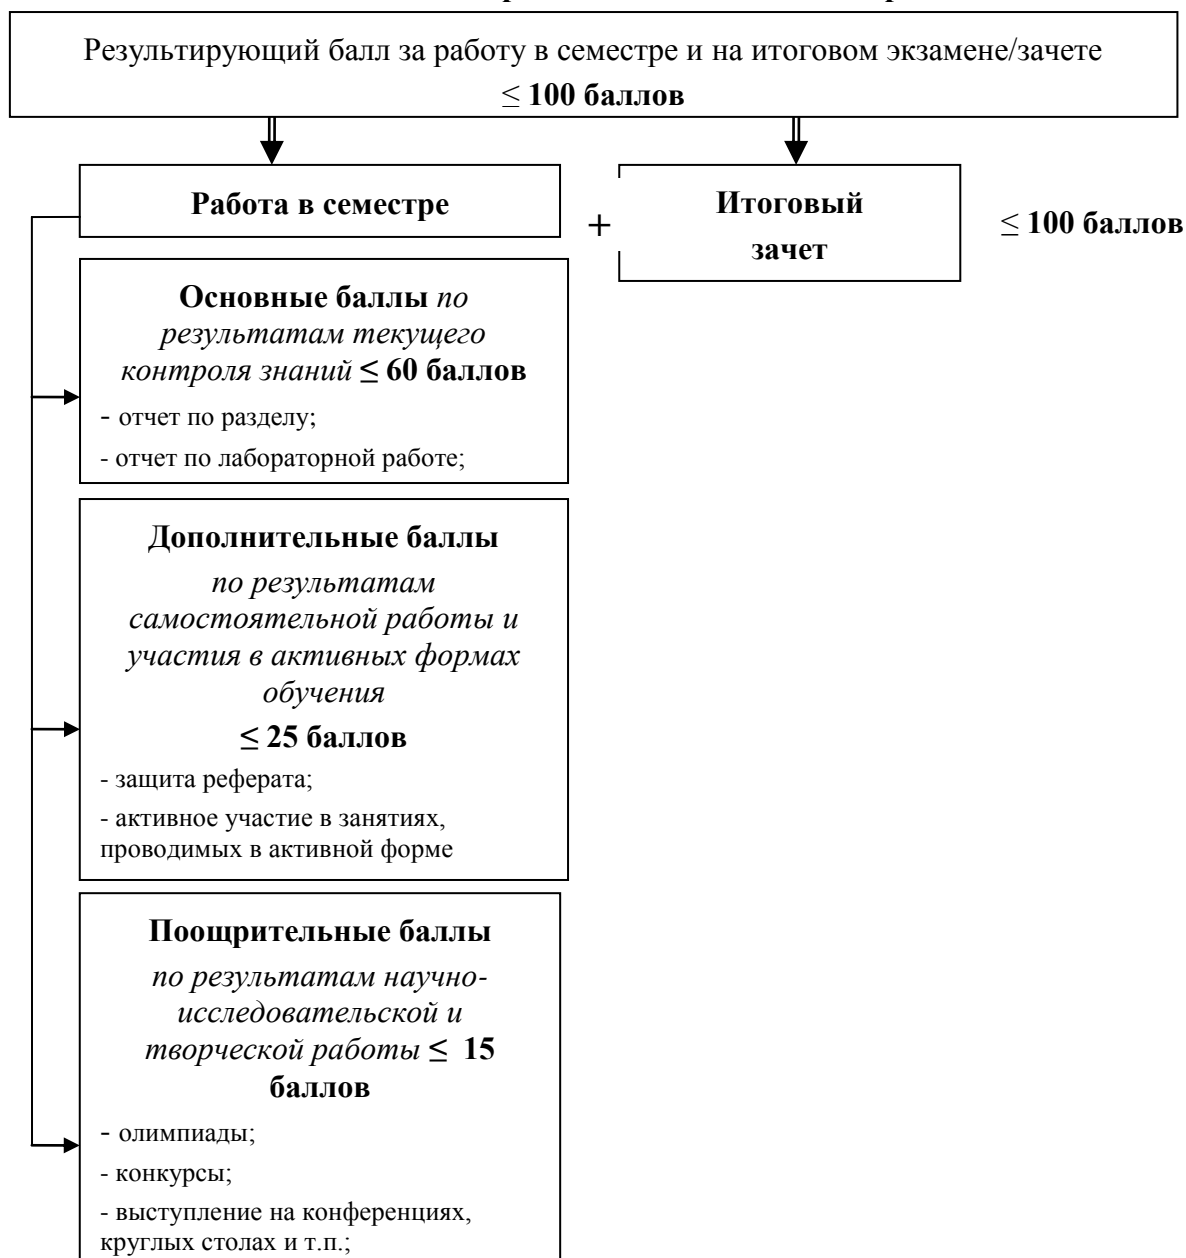 Результирующий балл за работу в семестре и на итоговом экзамене/зачете
≤ 100 баллов
Работа в семестре
+
Итоговый
зачет
≤ 100 баллов
Основные баллы по
результатам текущего
контроля знаний ≤ 60 баллов
- отчет по разделу;
- отчет по лабораторной работе;
Дополнительные баллы
по результатам
самостоятельной работы и
участия в активных формах
обучения
≤ 25 баллов
- защита реферата;
- активное участие в занятиях,
проводимых в активной форме
Поощрительные баллы
по результатам научно-
исследовательской и
творческой работы ≤ 15
баллов
- олимпиады;
- конкурсы;
- выступление на конференциях,
круглых столах и т.п.;